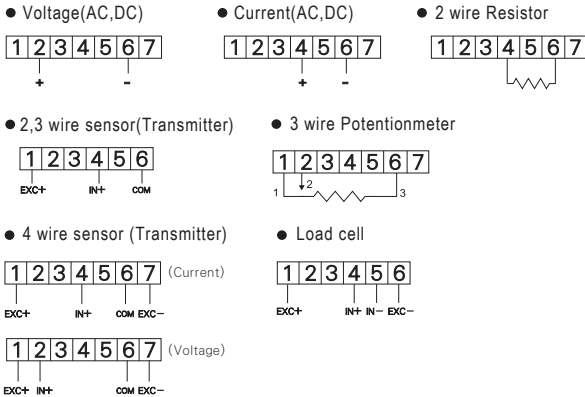 ● Voltage(AC,DC)
1 2 3 4 5 6 7
+ -
● Current(AC,DC)
1 2 3 4 5 6 7
+ -
● 2 wire Resistor
1 2 3 4 5 6 7
● 2,3 wire sensor(Transmitter)
1 2 3 4 5 6
EXC+ IN+ COM
● 3 wire Potentionmeter
1 2 3 4 5 6 7
1 2 3
● 4 wire sensor (Transmitter)
1 2 3 4 5 6 7 (Current)
EXC+ IN+ COM EXC-
1 2 3 4 5 6 7 (Voltage)
EXC+ IN+ COM EXC-
● Load cell
1 2 3 4 5 6
EXC+ IN+ IN- EXC-